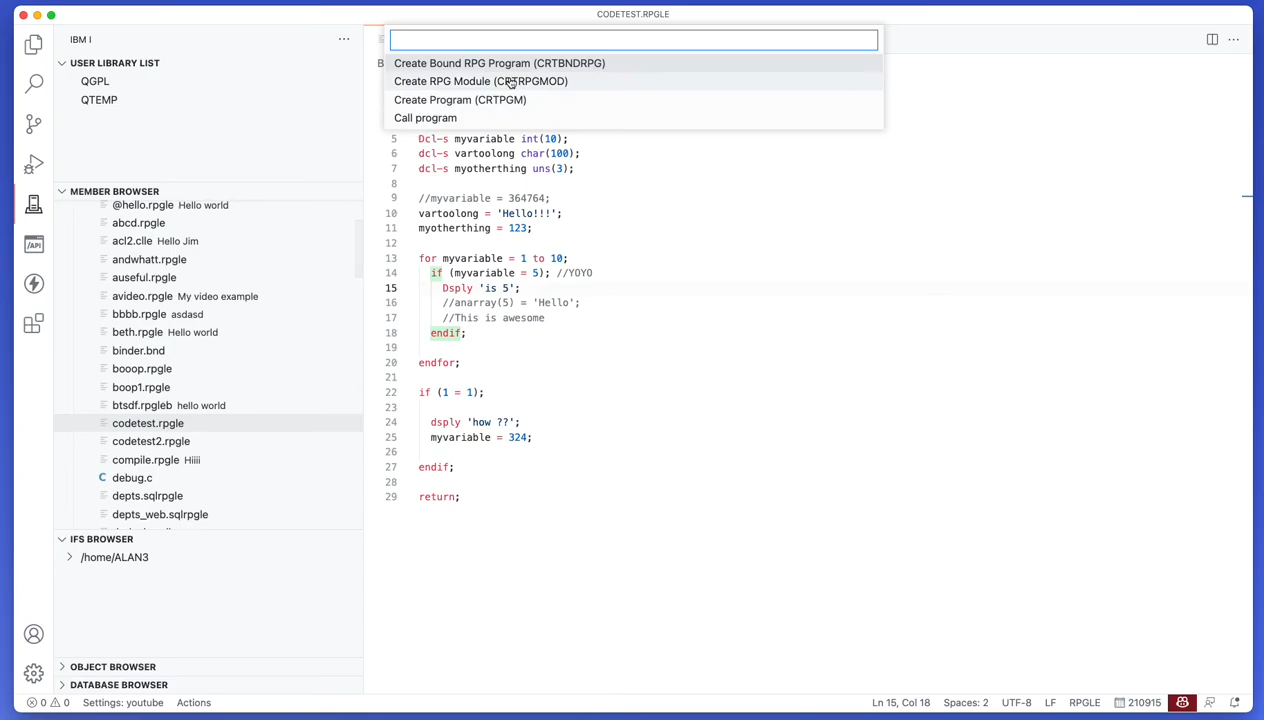 CODETEST.RPGLE
IBM I
USER LIBRARY LIST
QGPL
QTEMP
MEMBER BROWSER
@hello.rpgle Hello world
abcd.rpgle
acl2.clle Hello Jim
andwhatt.rpgle
auseful.rpgle
avideo.rpgle My video example
bbbb.rpgle asdasd
beth.rpgle Hello world
binder.bnd
booop.rpgle
boop1.rpgle
btsdf.rpgleb hello world
codetest.rpgle
codetest2.rpgle
compile.rpgle Hiiii
C debug.c
depts.sqlrpgle
depts_web.sqlrpgle
IFS BROWSER
/home/ALAN3
OBJECT BROWSER
DATABASE BROWSER
/API
Create Bound RPG Program (CRTBNDRPG)
Create RPG Module (CRTRPGMOD)
Create Program (CRTPGM)
Call program
B
5 Dcl-s myvariable int(10);
6 dcl-s vartoolong char(100);
7 dcl-s myotherthing uns(3);
8
9 //myvariable = 364764;
10 vartoolong = 'Hello!!!';
11 myotherthing = 123;
12
13 for myvariable = 1 to 10;
14 if (myvariable = 5); //YOYO
15 Dsply 'is 5';
16 //anarray(5) = 'Hello';
17 //This is awesome
18 endif;
19
20 endfor;
21
22 if (1 = 1);
23
24 dsply 'how ??';
25 myvariable = 324;
26
27 endif;
28
29 return;
0 0 Settings: youtube Actions
Ln 15, Col 18 Spaces: 2 UTF-8 LF RPGLE 210915